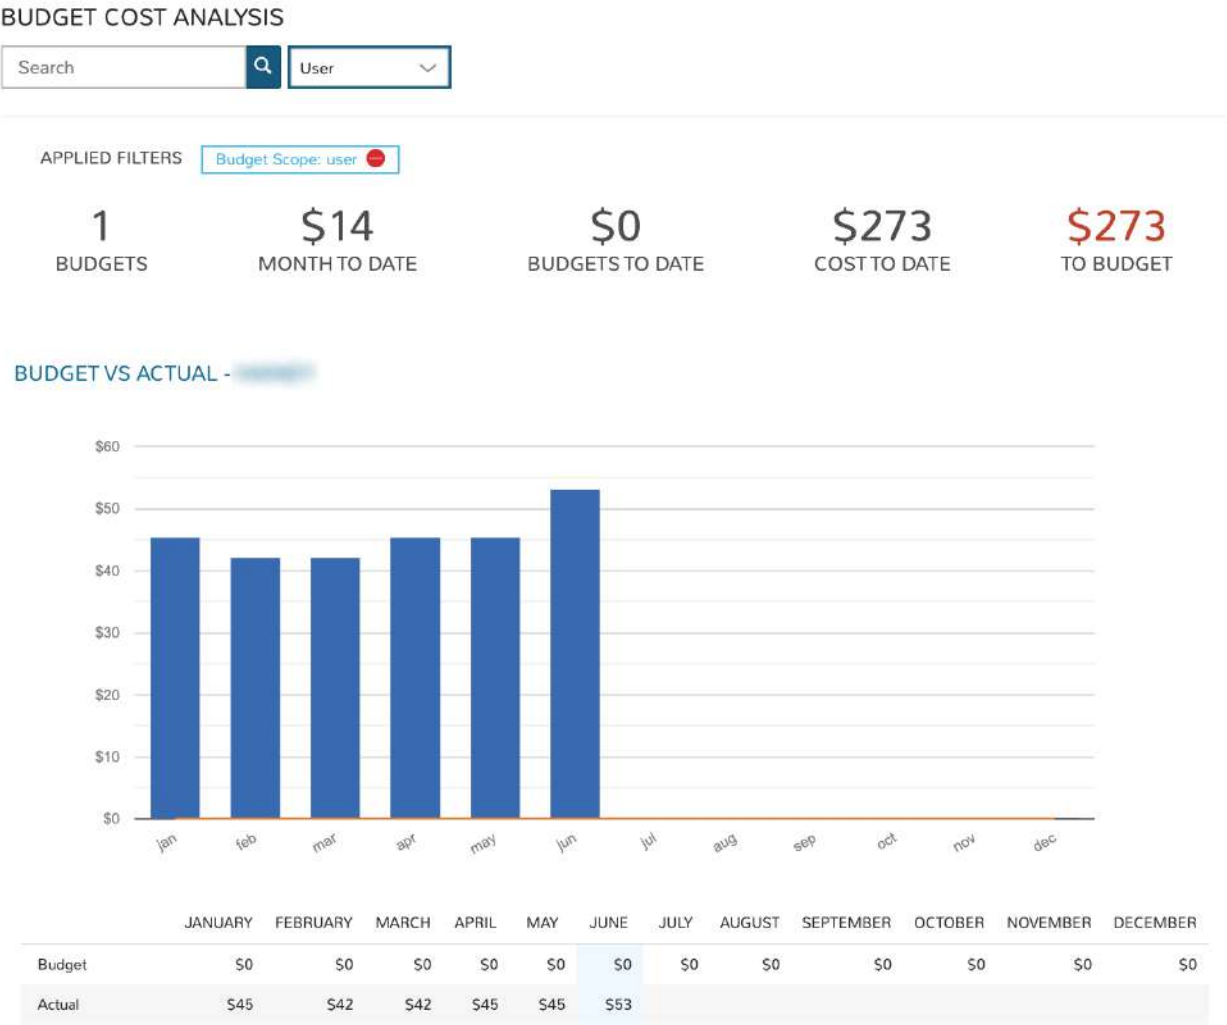 BUDGET COST ANALYSIS
Search
User
APPLIED FILTERS Budget Scope: user
1 $14 $0 $273 $273
BUDGETS MONTH TO DATE BUDGETS TO DATE COST TO DATE TO BUDGET
BUDGET VS ACTUAL -
$60
$50
$40
$30
$20
$10
$0
jan feb mar apr may jun jul aug sep oct nov dec
JANUARY FEBRUARY MARCH APRIL MAY JUNE JULY AUGUST SEPTEMBER OCTOBER NOVEMBER DECEMBER
Budget $0 $0 $0 $0 $0 $0 $0 $0 $0 $0 $0 $0
Actual $45 $42 $42 $45 $45 $53